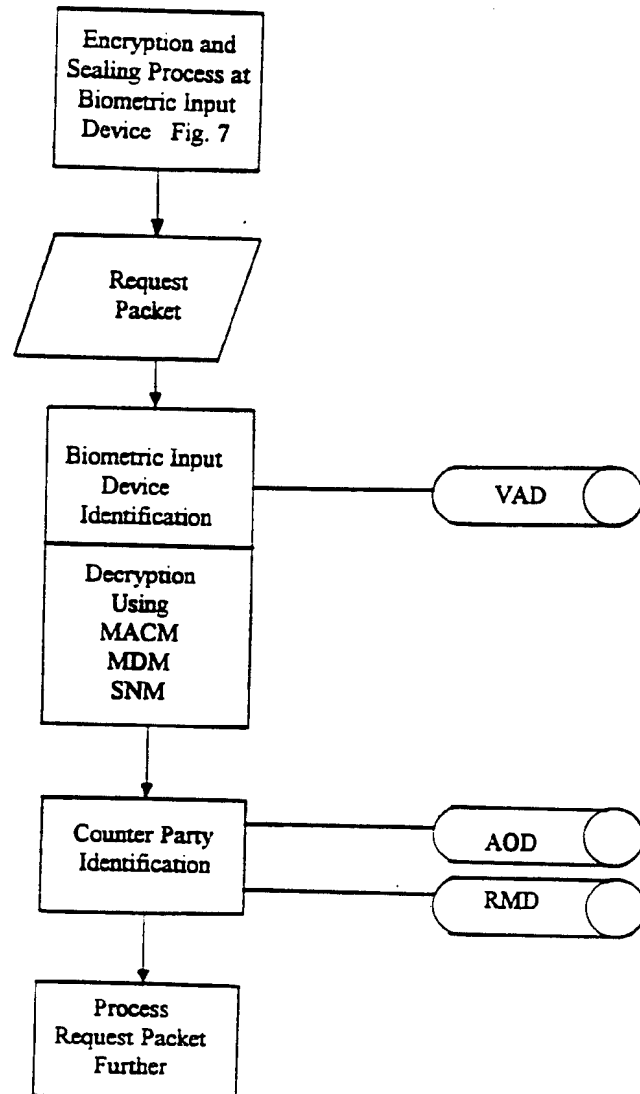 Encryption and
Sealing Process at
Biometric Input
Device Fig. 7
Request
Packet
Biometric Input
Device
Identification
VAD
Decryption
Using
MACM
MDM
SNM
Counter Party
Identification
AOD
RMD
Process
Request Packet
Further